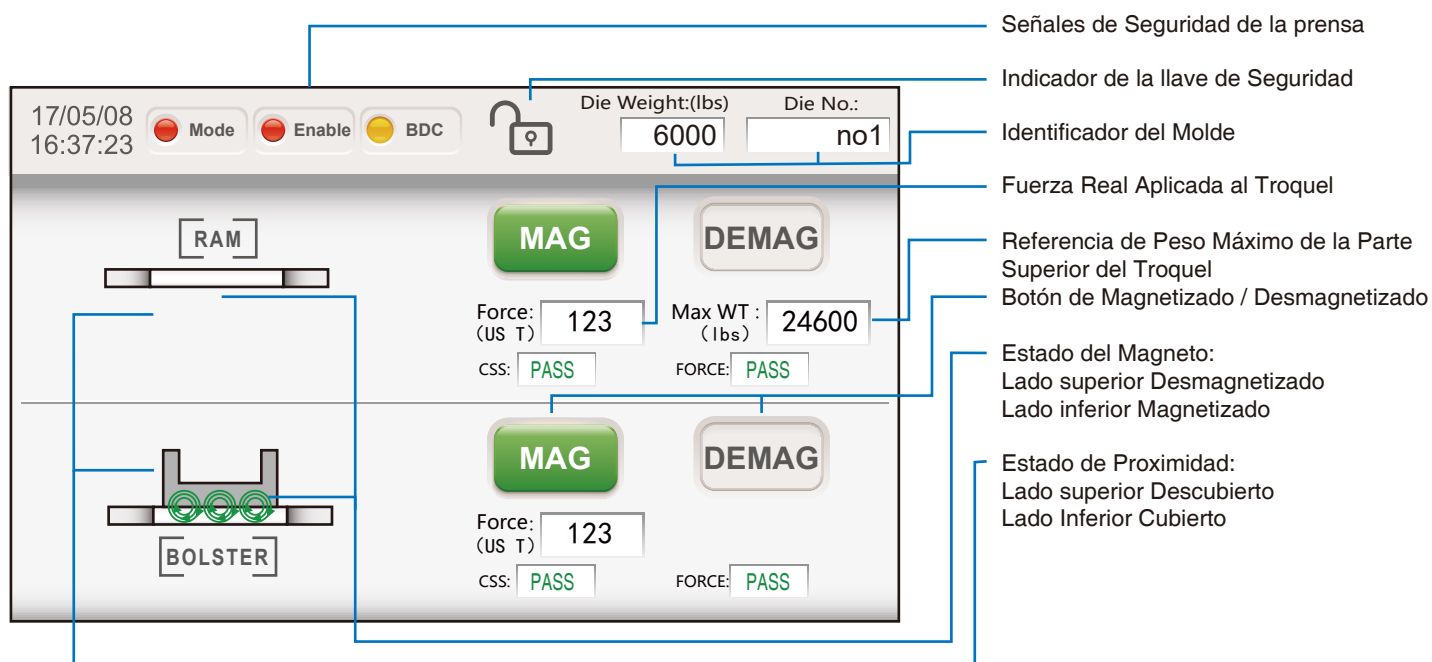 Señales de Seguridad de la prensa
Indicador de la llave de Seguridad
17/05/08
16:37:23
Mode
Enable
BDC
Die Weight:(lbs)
6000
Die No.:
no1
Identificador del Molde
Fuerza Real Aplicada al Troquel
RAM
MAG
DEMAG
Referencia de Peso Máximo de la Parte
Superior del Troquel
Botón de Magnetizado / Desmagnetizado
Force:
(US T)
123
Max WT :
(lbs)
24600
CSS: PASS
FORCE: PASS
Estado del Magneto:
Lado superior Desmagnetizado
Lado inferior Magnetizado
MAG
DEMAG
Estado de Proximidad:
Lado superior Descubierto
Lado Inferior Cubierto
Force:
(US T)
123
BOLSTER
CSS: PASS
FORCE: PASS